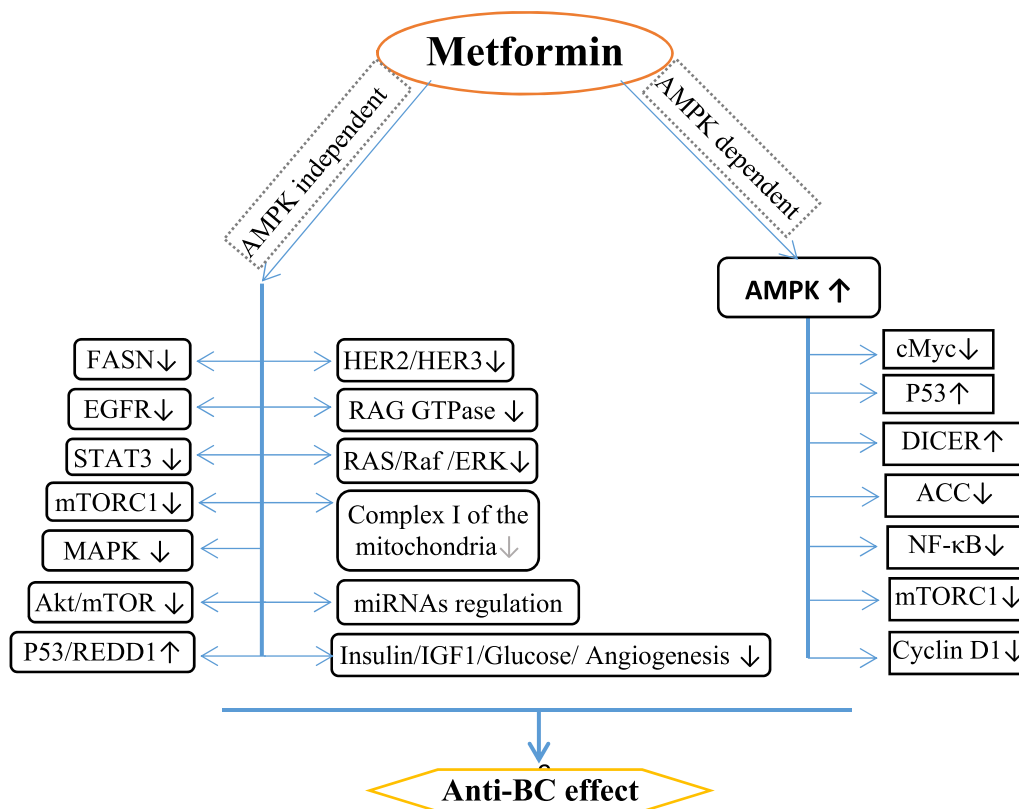 Metformin
AMPK independent
AMPK dependent
AMPK ↑
FASN↓
HER2/HER3↓
EGFR↓
RAG GTPase ↓
STAT3 ↓
RAS/Raf /ERK↓
mTORC1↓
Complex I of the
mitochondria↓
MAPK ↓
Akt/mTOR ↓
miRNAs regulation
P53/REDD1↑
Insulin/IGF1/Glucose/ Angiogenesis ↓
cMyc↓
P53↑
DICER↑
ACC↓
NF-κB↓
mTORC1↓
Cyclin D1↓
Anti-BC effect